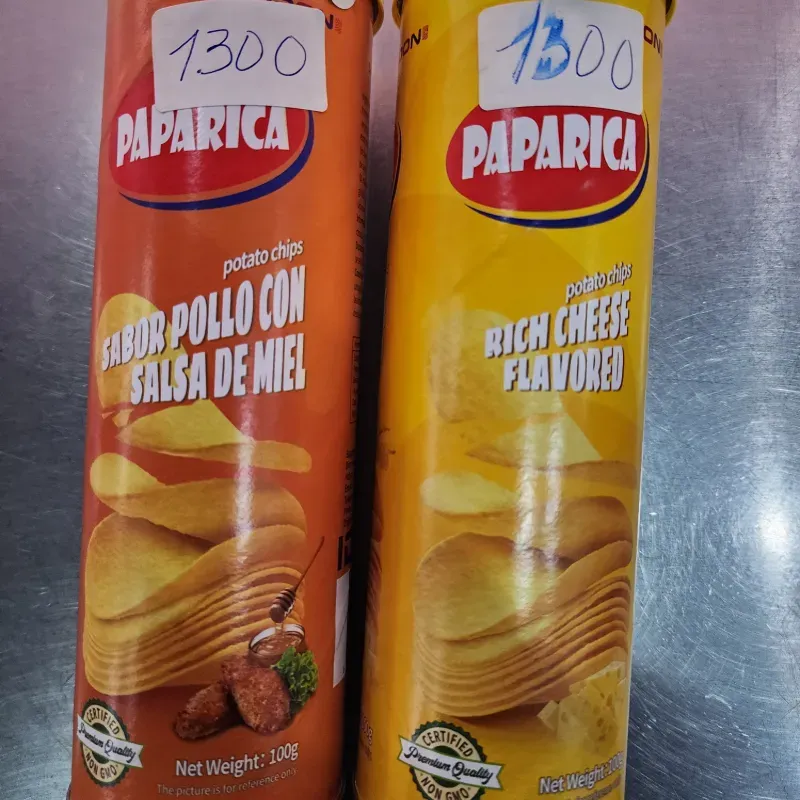 1300
PAPARICA
potato chips
SABOR POLLO CON
SALSA DE MIEL
CERTIFIED
Premium Quality
NON GMO
Net Weight: 100g
The picture is for reference only
1300
PAPARICA
potato chips
RICH CHEESE
FLAVORED
CERTIFIED
Premium Quality
NON GMO
Net Weight: